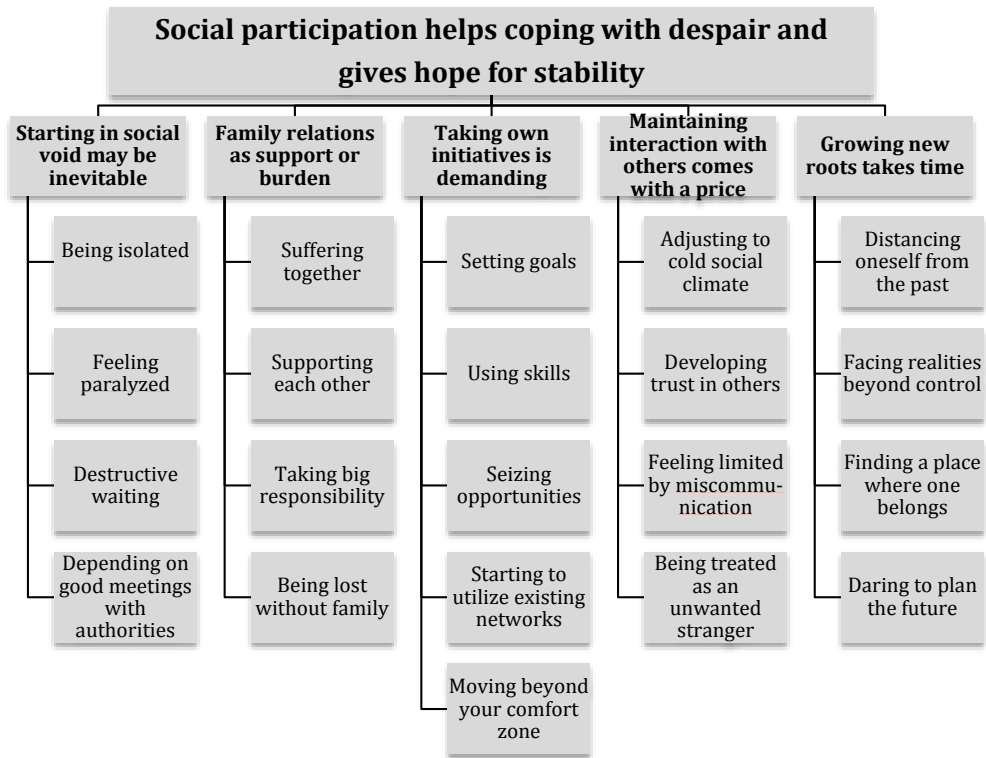 Social participation helps coping with despair and
gives hope for stability
Starting in social
void may be
inevitable
Being isolated
Feeling
paralyzed
Destructive
waiting
Depending on
good meetings
with
authorities
Family relations
as support or
burden
Suffering
together
Supporting
each other
Taking big
responsibility
Being lost
without family
Taking own
initiatives is
demanding
Setting goals
Using skills
Seizing
opportunities
Starting to
utilize existing
networks
Moving beyond
your comfort
zone
Maintaining
interaction with
others comes
with a price
Adjusting to
cold social
climate
Developing
trust in others
Feeling limited
by miscommu-
nication
Being treated
as an
unwanted
stranger
Growing new
roots takes time
Distancing
oneself from
the past
Facing realities
beyond control
Finding a place
where one
belongs
Daring to plan
the future